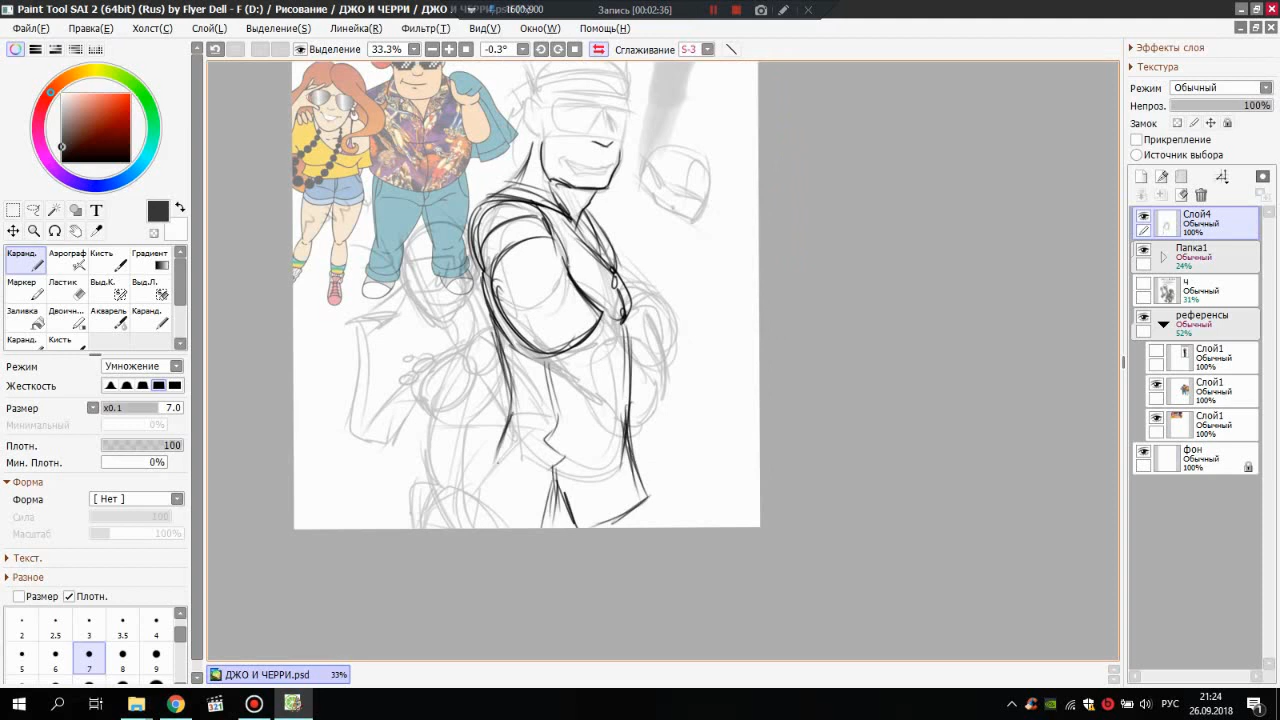 Paint Tool SAI 2 (64bit) (Rus) by Flyer Dell - F (D:) / Рисование / ДЖО И ЧЕРРИ / ДЖО
1600:900
Запись [00:02:36]
Файл(F) Правка(E) Холст(C) Слой(L) Выделение(S) Линейка(R) Фильтр(T) Вид(V) Окно(W) Помощь(H)
Выделение 33.3% -0.3° Сглаживание S-3
Эффекты слоя
Текстура
Режим Обычный
Непроз. 100%
Замок
Прикрепление
Источник выбора
Слой4
Обычный
100%
Папка1
Обычный
24%
ч
Обычный
31%
референсы
Обычный
52%
Слой1
Обычный
100%
Слой1
Обычный
100%
Слой1
Обычный
100%
фон
Обычный
100%
T
Каранд. Аэрограф Кисть Градиент
Маркер Ластик Выд.К. Выд.Л.
Заливка Двоичн... Акварель Каранд.
Каранд. Кисть
Режим Умножение
Жесткость
Размер x0.1 7.0
Минимальный 0%
Плотн. 100
Мин. Плотн. 0%
Форма
Форма [ Нет ]
Сила 100
Масштаб 100%
Текст.
Разное
Размер Плотн.
2 2.5 3 3.5 4
5 6 7 8 9
ДЖО И ЧЕРРИ.psd 33%
321
РУС
21:24
26.09.2018